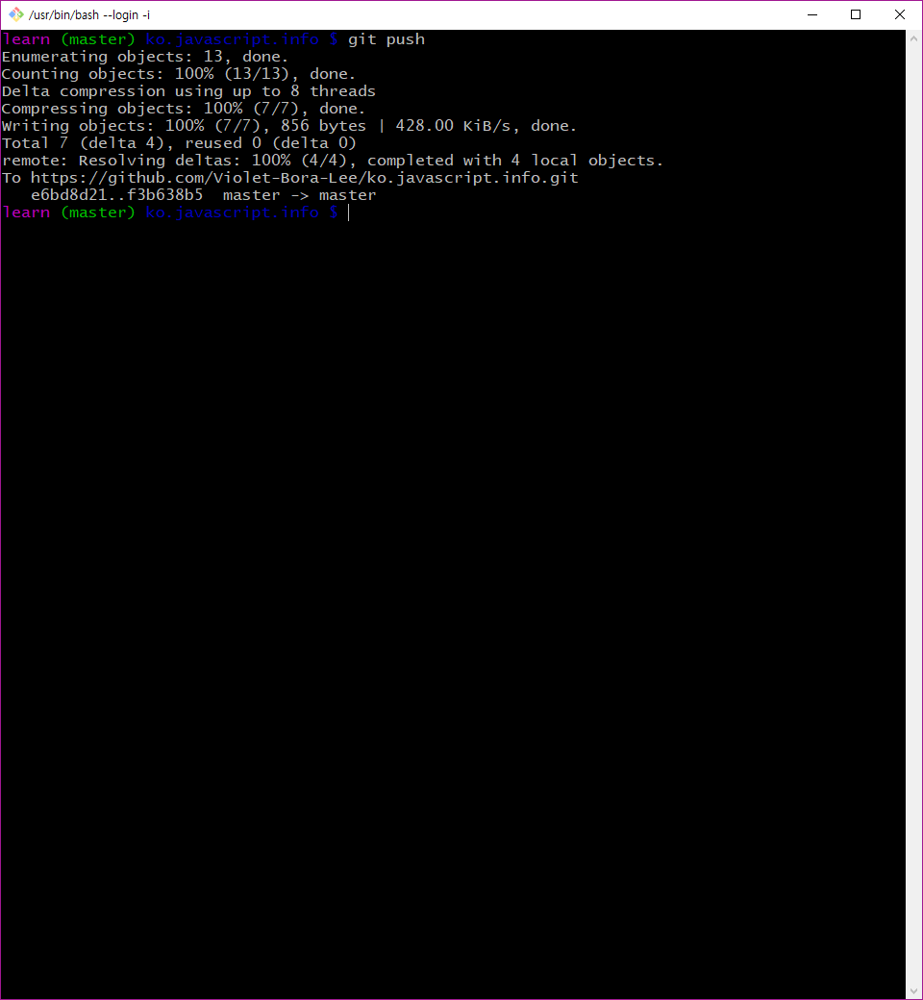 /usr/bin/bash --login -i
learn (master) ko.javascript.info $ git push
Enumerating objects: 13, done.
Counting objects: 100% (13/13), done.
Delta compression using up to 8 threads
Compressing objects: 100% (7/7), done.
Writing objects: 100% (7/7), 856 bytes | 428.00 KiB/s, done.
Total 7 (delta 4), reused 0 (delta 0)
remote: Resolving deltas: 100% (4/4), completed with 4 local objects.
To https://github.com/Violet-Bora-Lee/ko.javascript.info.git
   e6bd8d21..f3b638b5  master -> master
learn (master) ko.javascript.info $